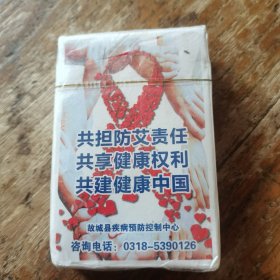 共担防艾责任
共享健康权利
共建健康中国
故城县疾病预防控制中心
咨询电话：0318-5390126